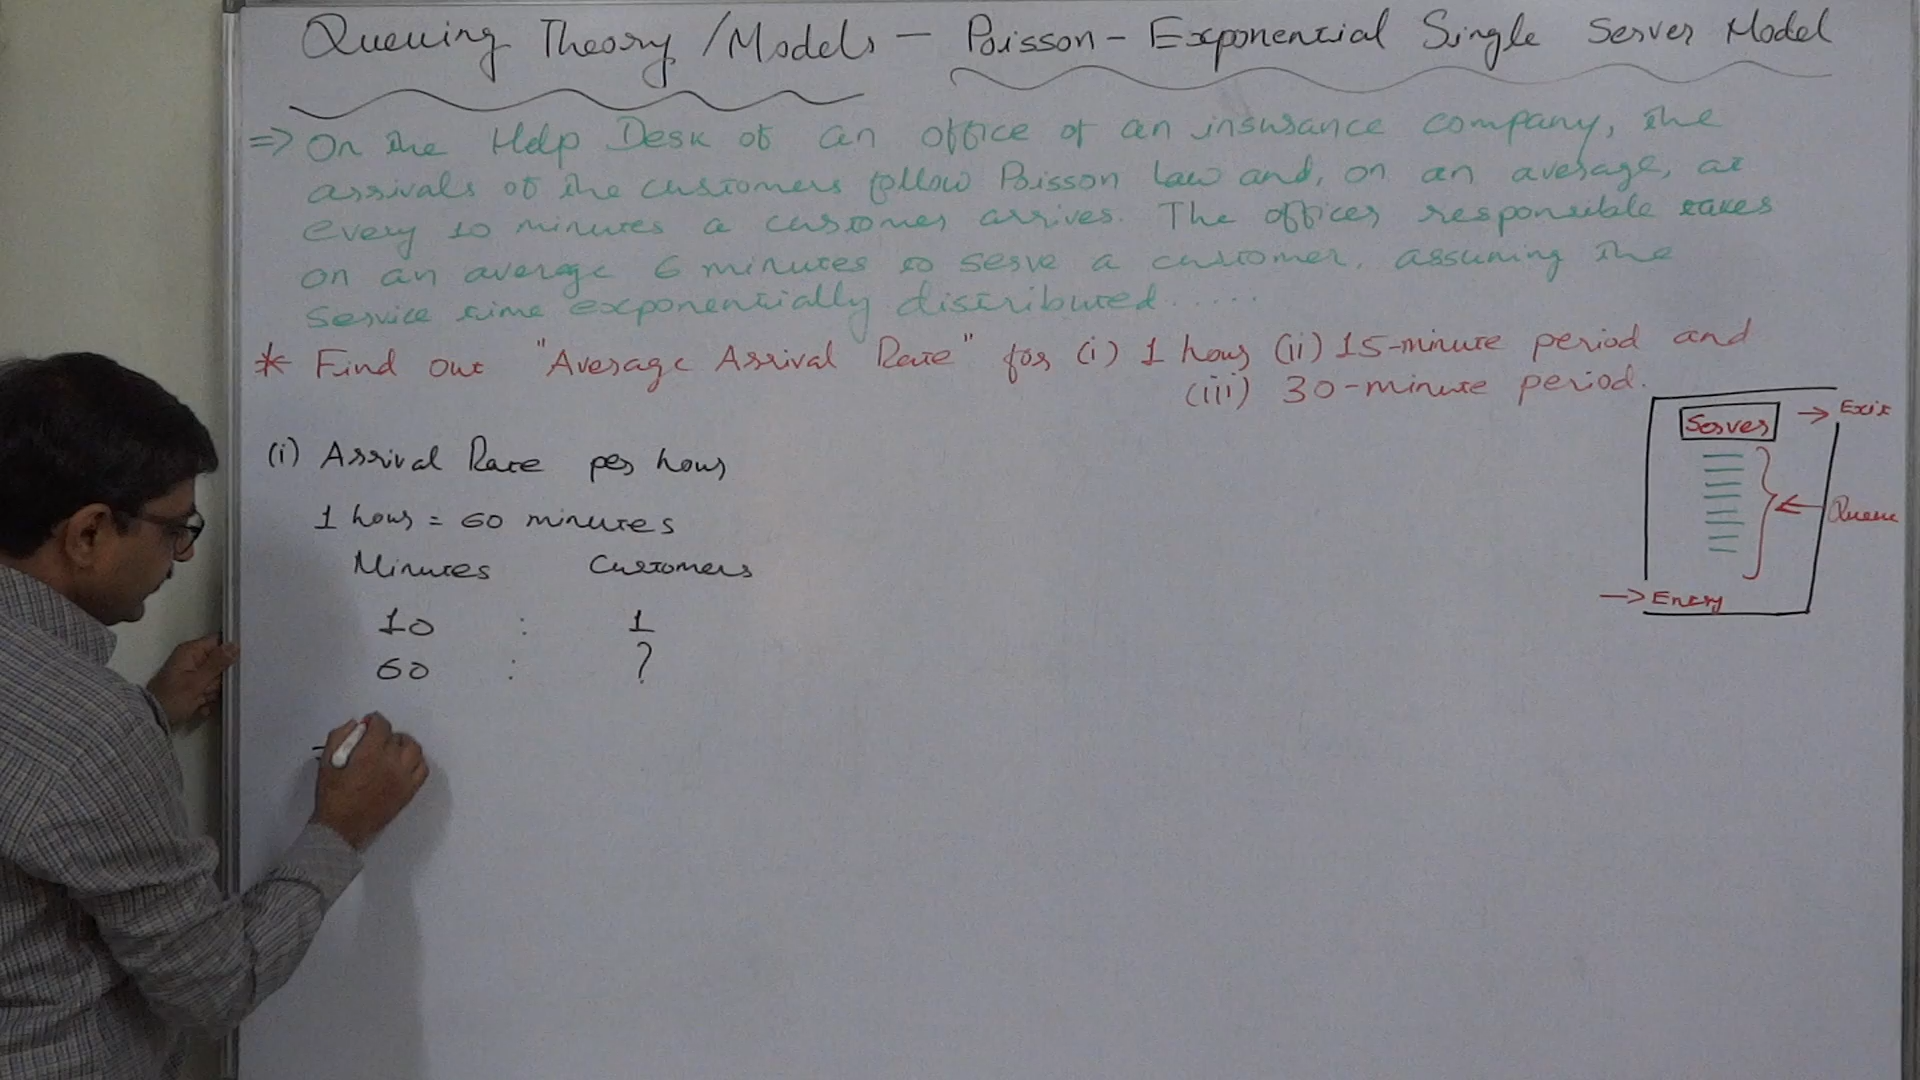 Queuing Theory/Models - Poisson-Exponential Single Server Model
=> On the Help Desk of an office of an insurance company, the
arrivals of the customers follow Poisson Law and, on an average, at
every 10 minutes a customer arrives. The officer responsible takes
on an average 6 minutes to serve a customer, assuming the
service time exponentially distributed.....
* Find out "Average Arrival Rate" for (i) 1 hour (ii) 15-minute period and
(iii) 30-minute period.
Server
-> Exit
Queue
-> Entry
(i) Arrival Rate per hour
1 hour = 60 minutes
Minutes Customers
10 : 1
60 : ?